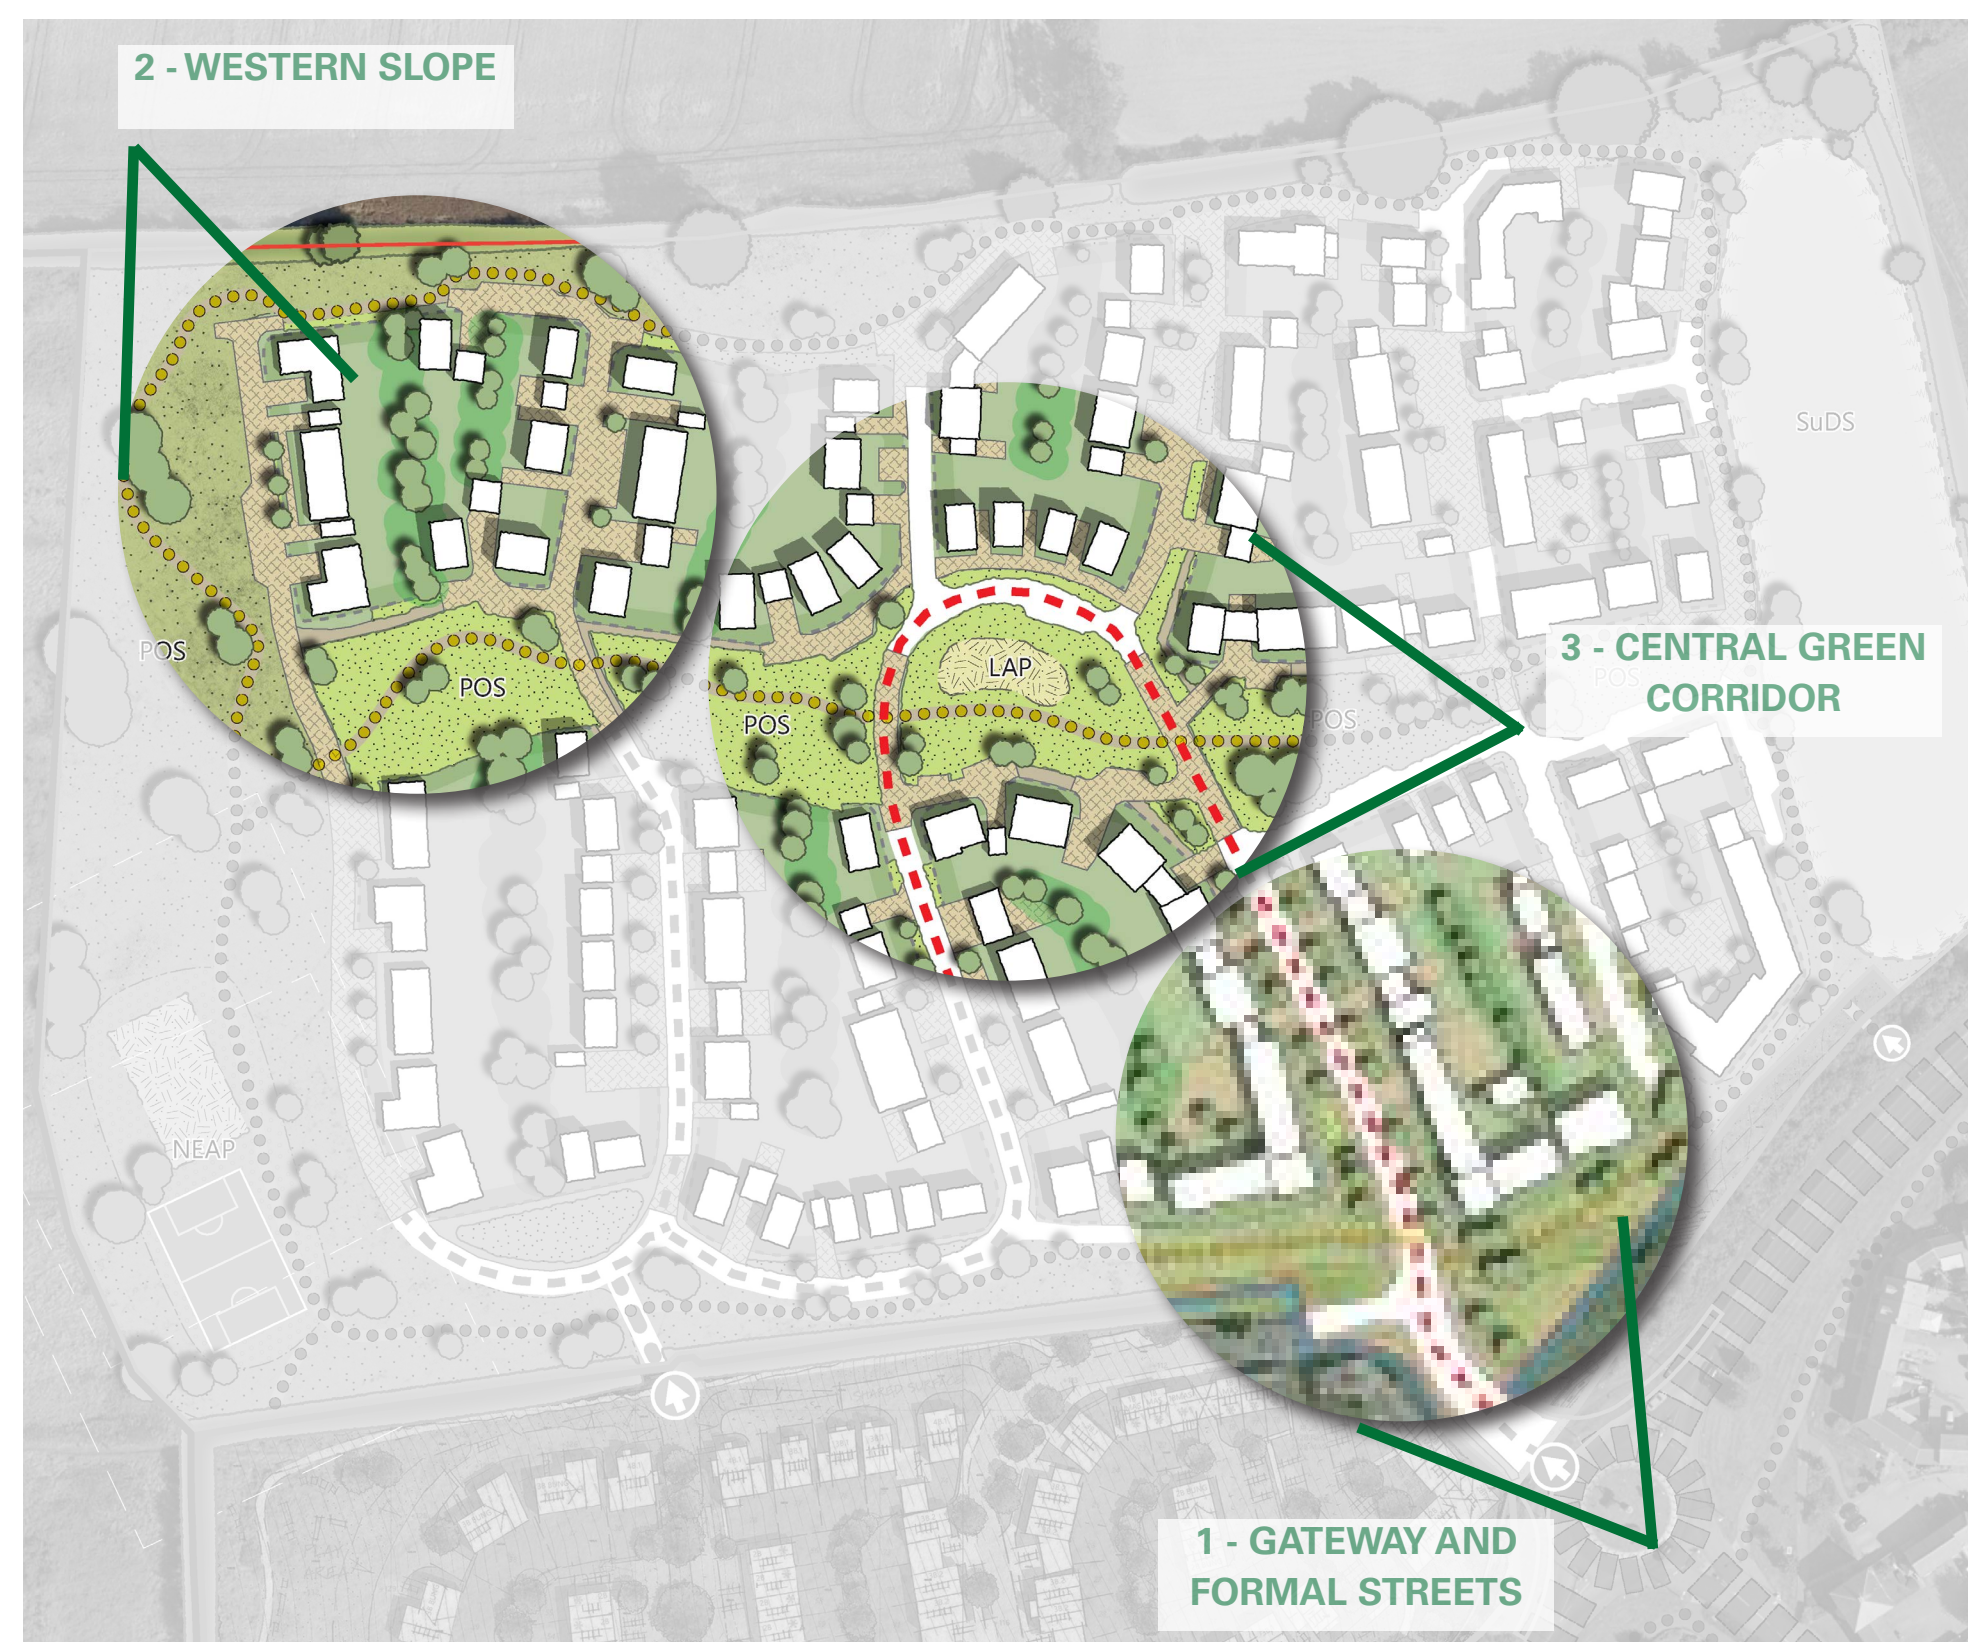 2 - WESTERN SLOPE
SuDS
POS
POS
LAP
POS
POS
POS
3 - CENTRAL GREEN
CORRIDOR
NEAP
1 - GATEWAY AND
FORMAL STREETS